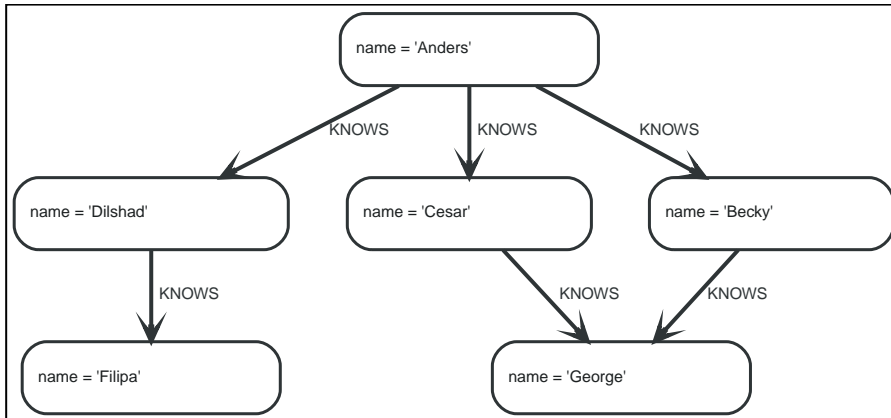 name = 'Anders'
KNOWS
KNOWS
KNOWS
name = 'Dilshad'
name = 'Cesar'
name = 'Becky'
KNOWS
KNOWS
KNOWS
name = 'Filipa'
name = 'George'